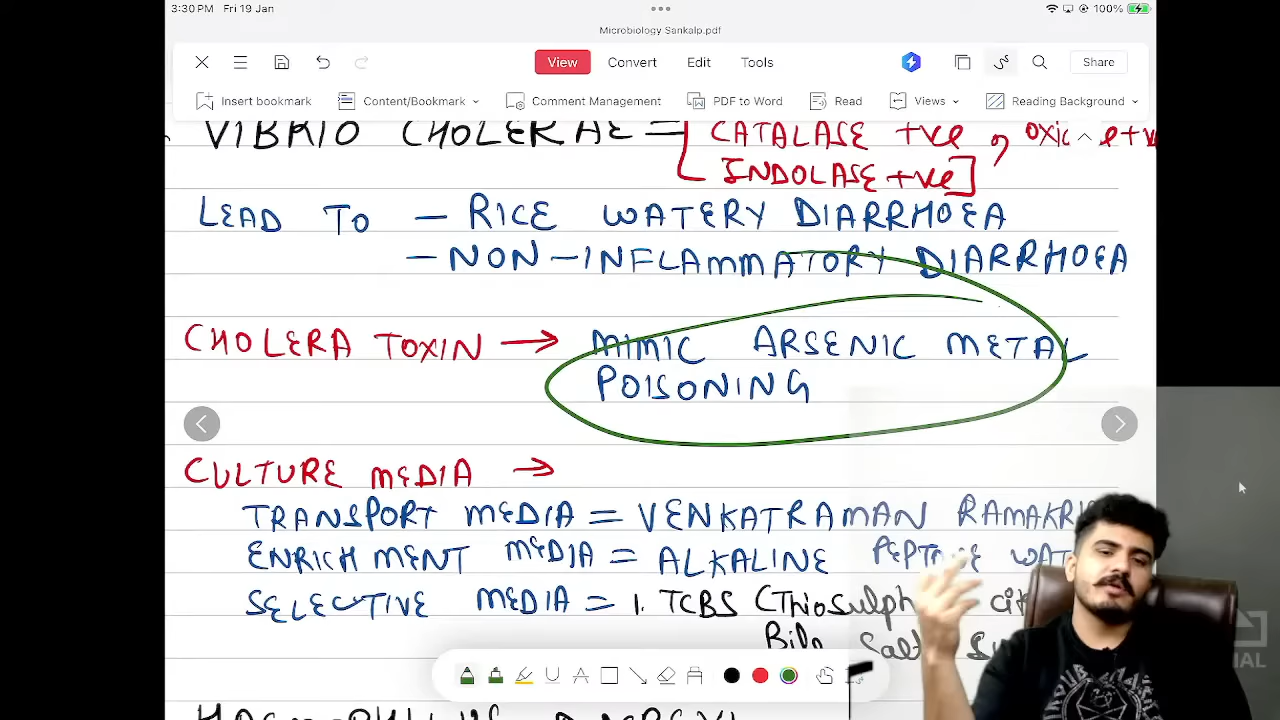 3:30 PM Fri 19 Jan
100%
Microbiology Sankalp.pdf
View Convert Edit Tools Share
Insert bookmark Content/Bookmark Comment Management PDF to Word Read Views Reading Background
VIBRIO CHOLERAE = CATALASE +ve,
INDOLASE +ve]
LEAD TO — RICE WATERY DIARRHOEA
— NON-INFLAMMATORY DIARRHOEA
CHOLERA TOXIN → MIMIC ARSENIC METAL
POISONING
CULTURE MEDIA →
TRANSPORT MEDIA = VENKATRAMAN
ENRICHMENT MEDIA = ALKALINE
SELECTIVE MEDIA = 1. TCBS (Thiosulph
Bile Salt